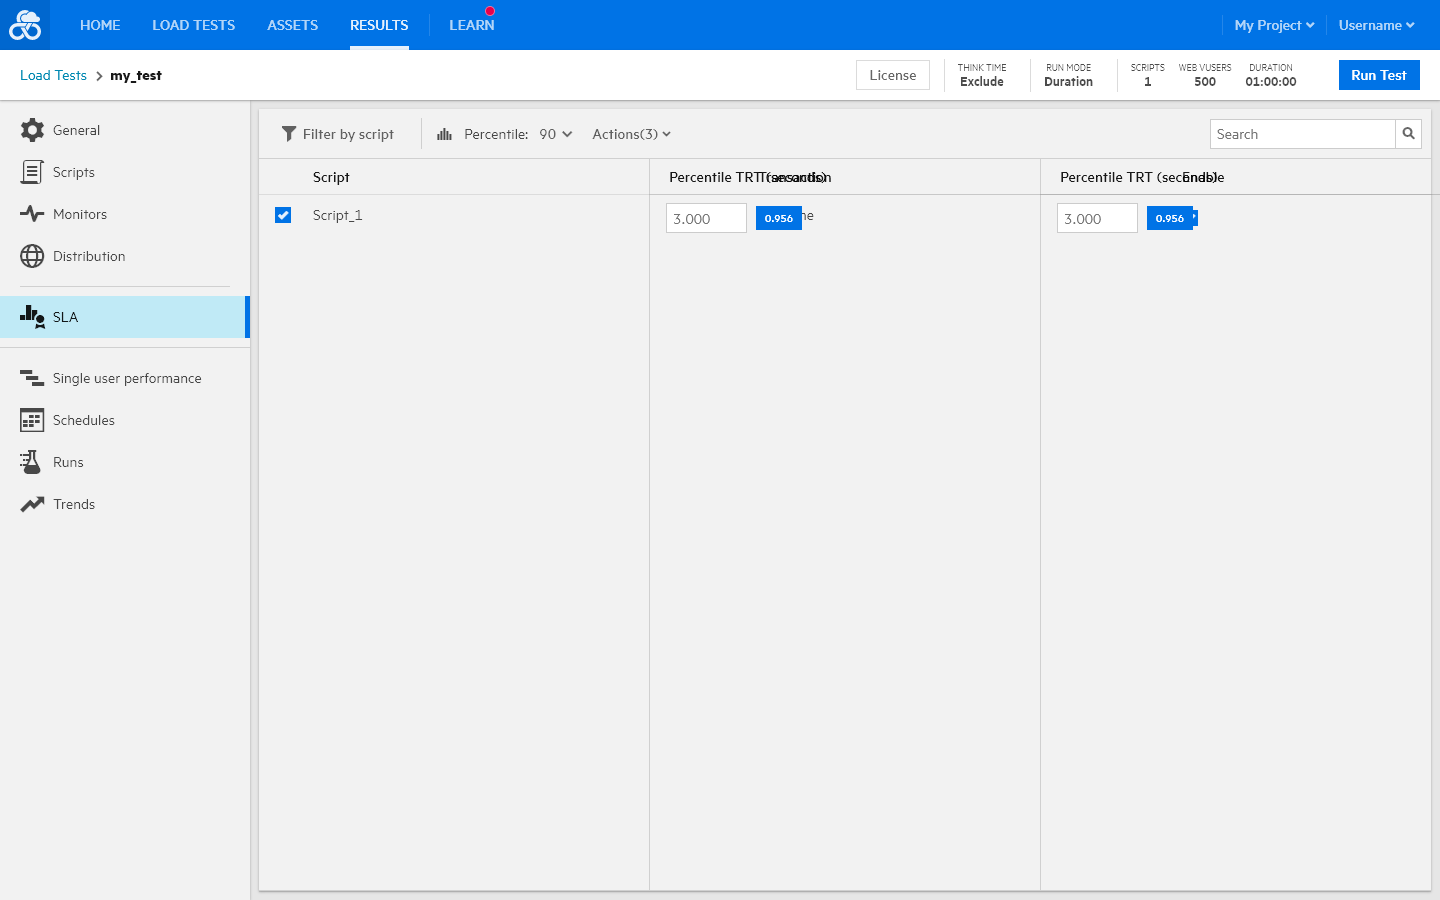 HOME LOAD TESTS ASSETS RESULTS LEARN My Project Username
Load Tests my_test License THINK TIME Exclude RUN MODE Duration SCRIPTS 1 WEB VUSERS 500 DURATION 01:00:00 Run Test
General
Scripts
Monitors
Distribution
SLA
Single user performance
Schedules
Runs
Trends
Filter by script Percentile: 90 Actions(3) Search
Script Percentile TRT (seconds) Transaction Percentile TRT (seconds) Enable
Script_1 3.000 0.956 3.000 0.956